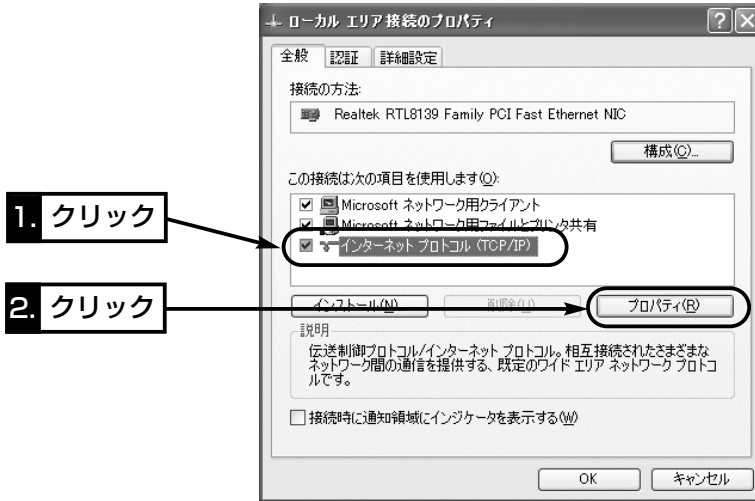 ローカル エリア接続のプロパティ
全般 認証 詳細設定
接続の方法:
Realtek RTL8139 Family PCI Fast Ethernet NIC
構成(C)...
この接続は次の項目を使用します(O):
Microsoft ネットワーク用クライアント
Microsoft ネットワーク用ファイルとプリンタ共有
インターネット プロトコル (TCP/IP)
1. クリック
2. クリック
インストール(N) 削除(U) プロパティ(R)
説明
伝送制御プロトコル/インターネット プロトコル。相互接続されたさまざまな
ネットワーク間の通信を提供する、既定のワイド エリア ネットワーク プロトコ
ルです。
接続時に通知領域にインジケータを表示する(W)
OK キャンセル